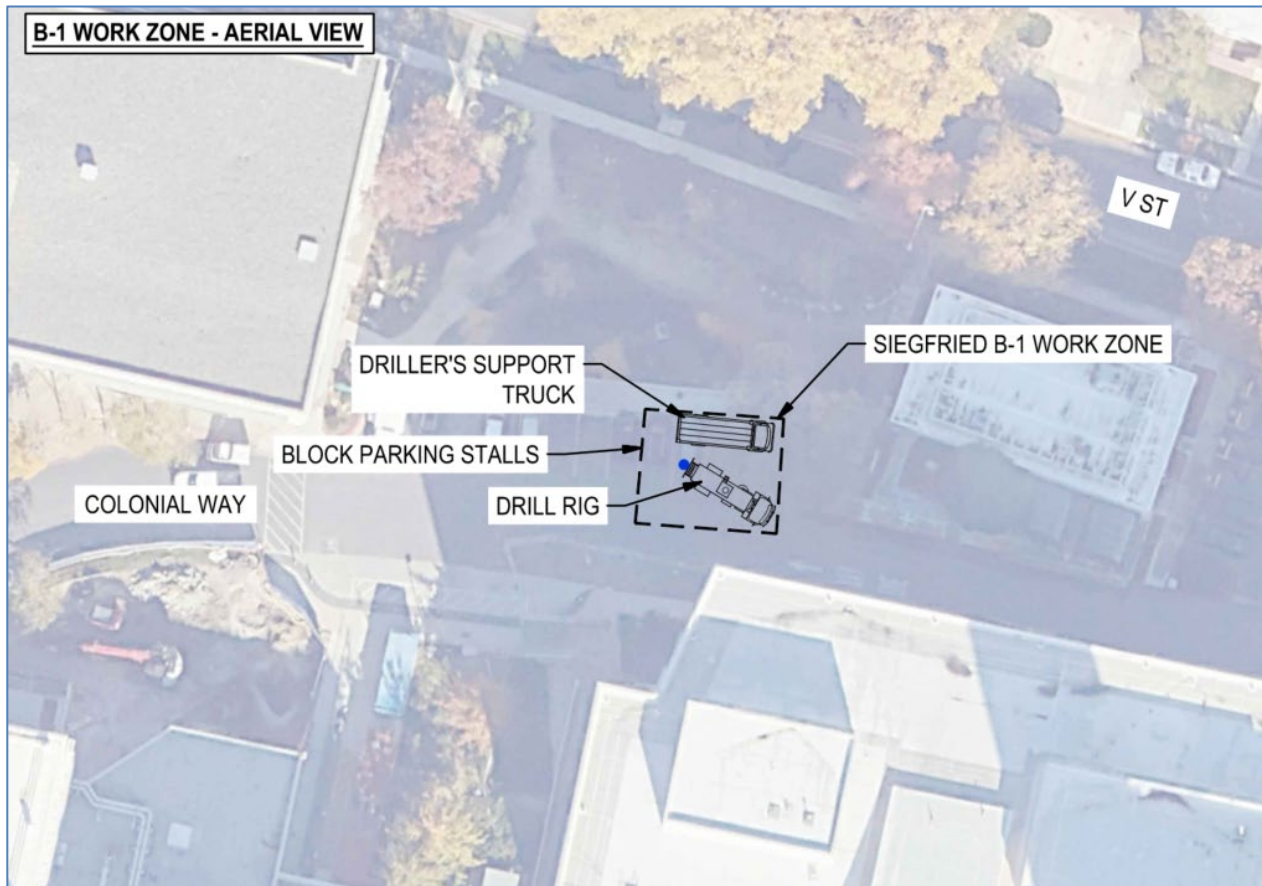 B-1 WORK ZONE - AERIAL VIEW
V ST
SIEGFRIED B-1 WORK ZONE
DRILLER'S SUPPORT
TRUCK
BLOCK PARKING STALLS
DRILL RIG
COLONIAL WAY